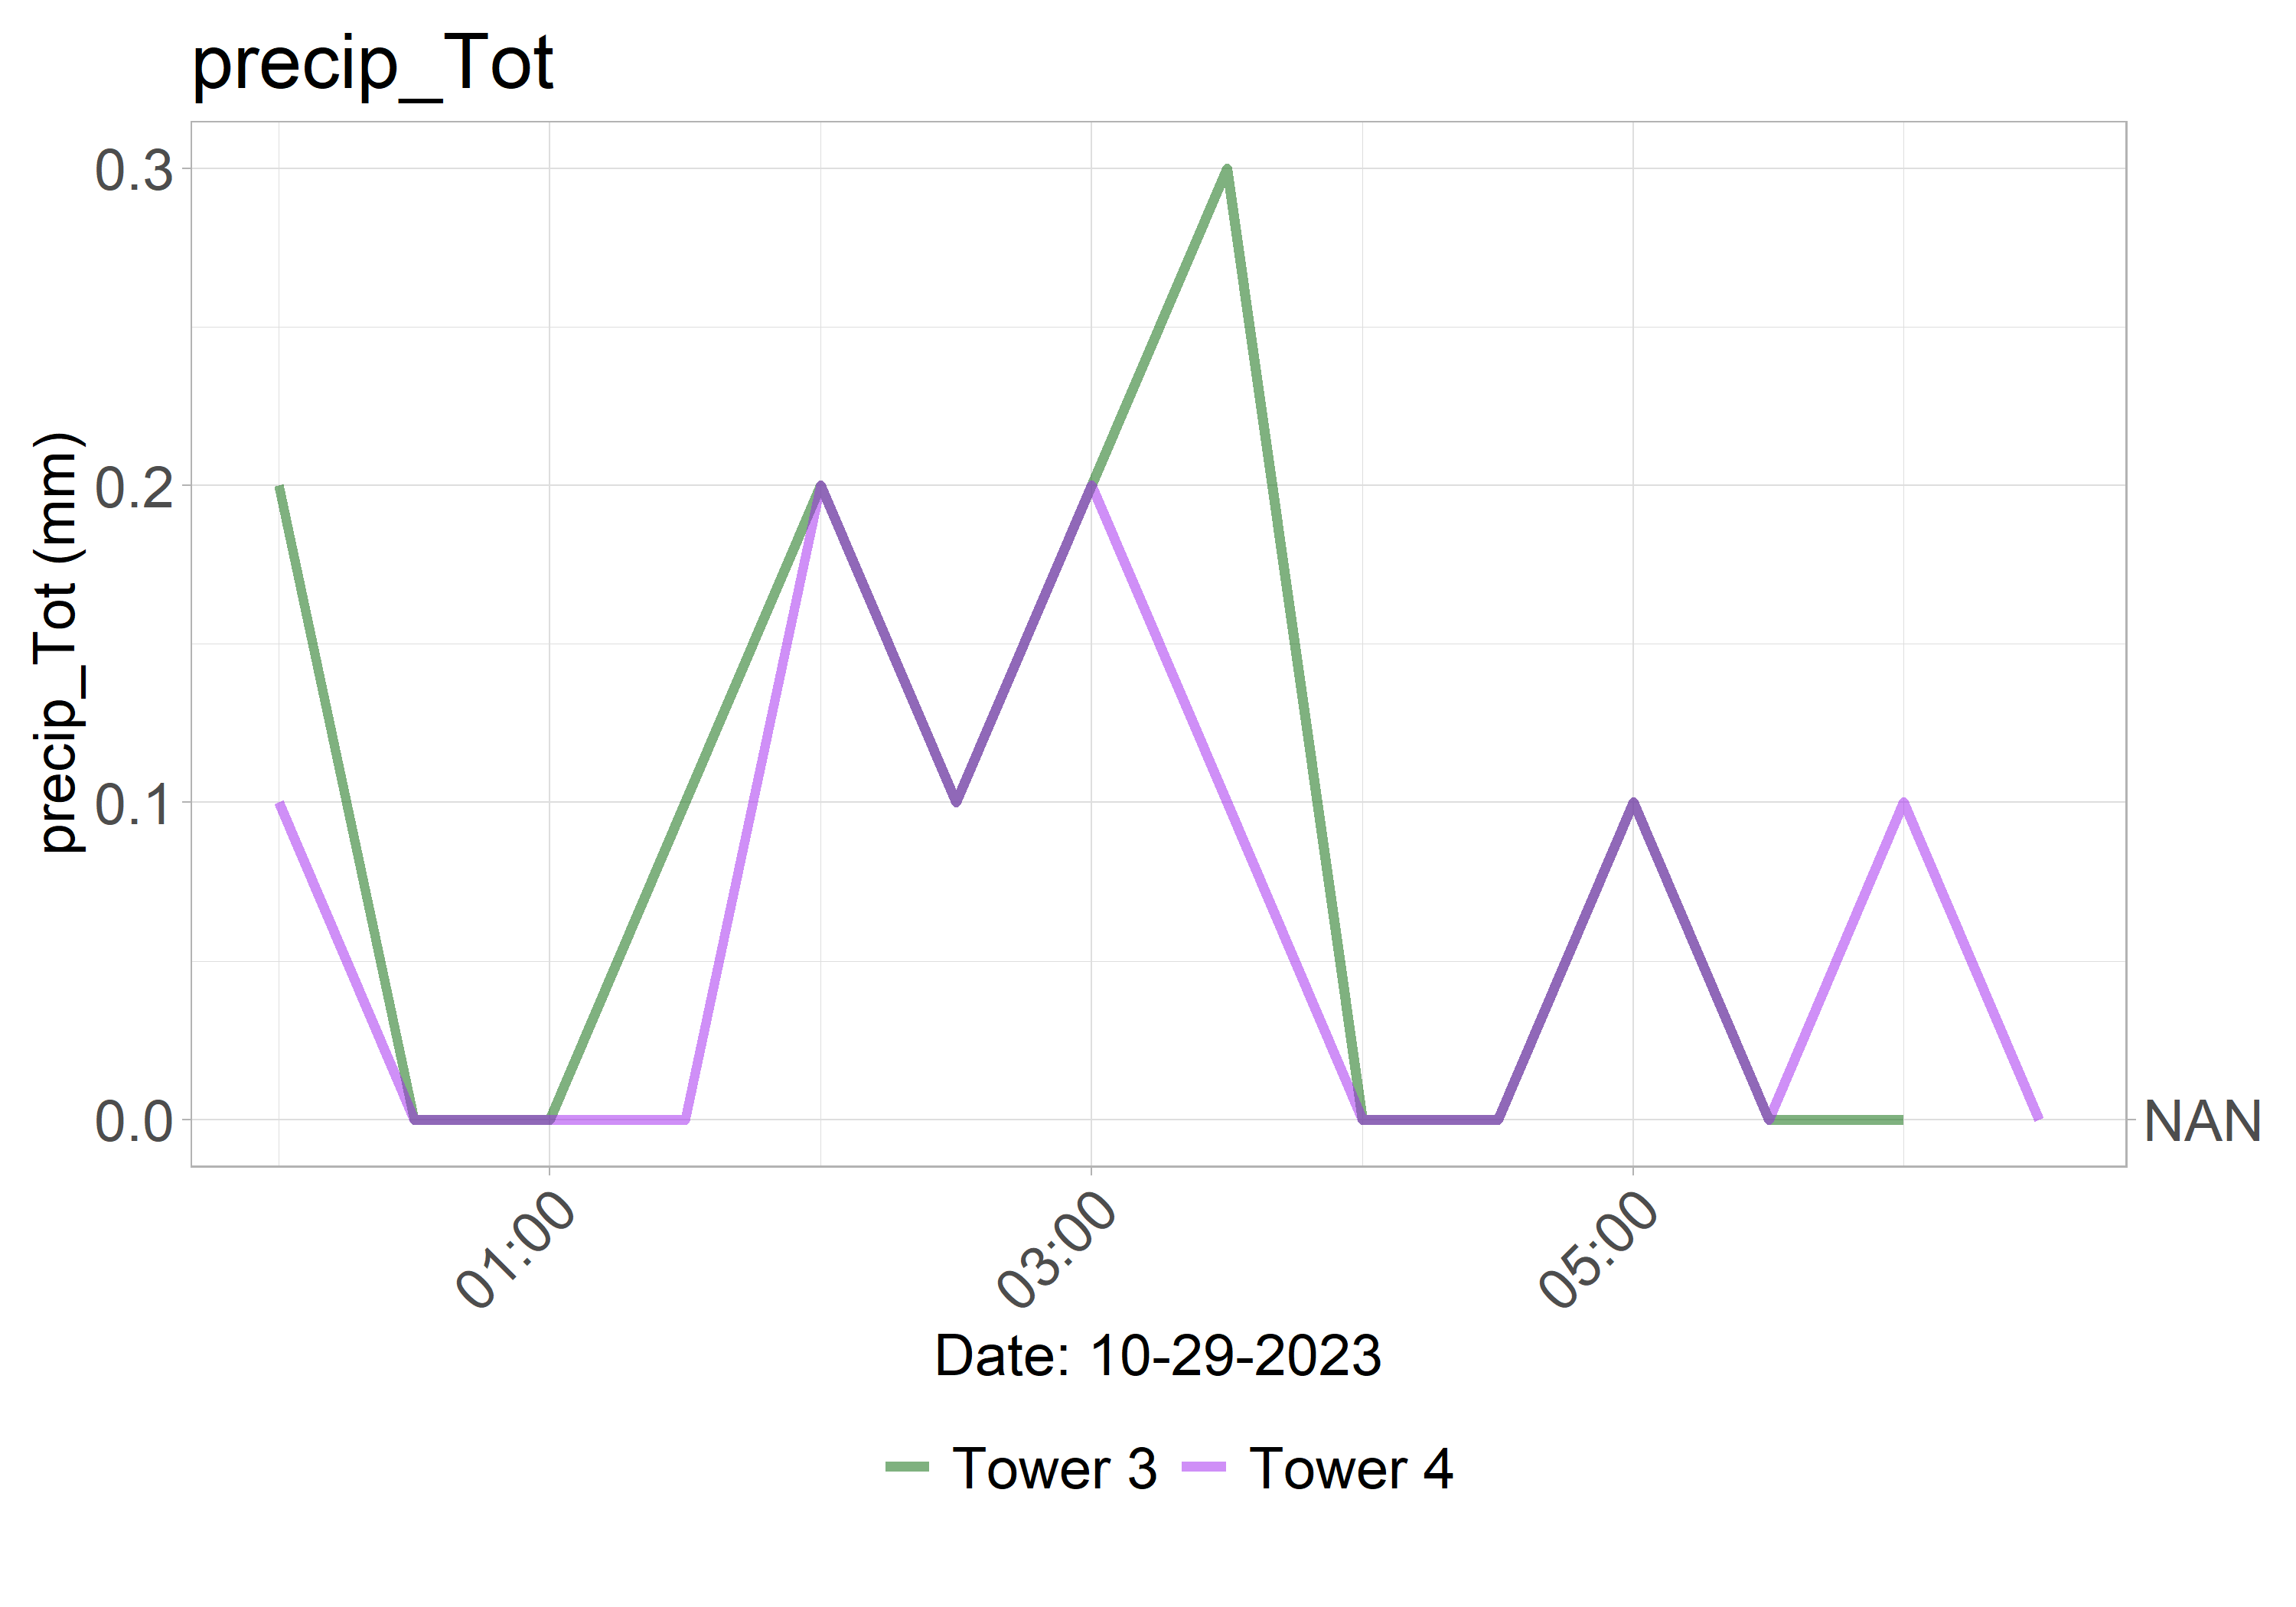 precip_Tot
precip_Tot (mm)
0.3
0.2
0.1
0.0
NAN
01:00
03:00
05:00
Date: 10-29-2023
Tower 3
Tower 4